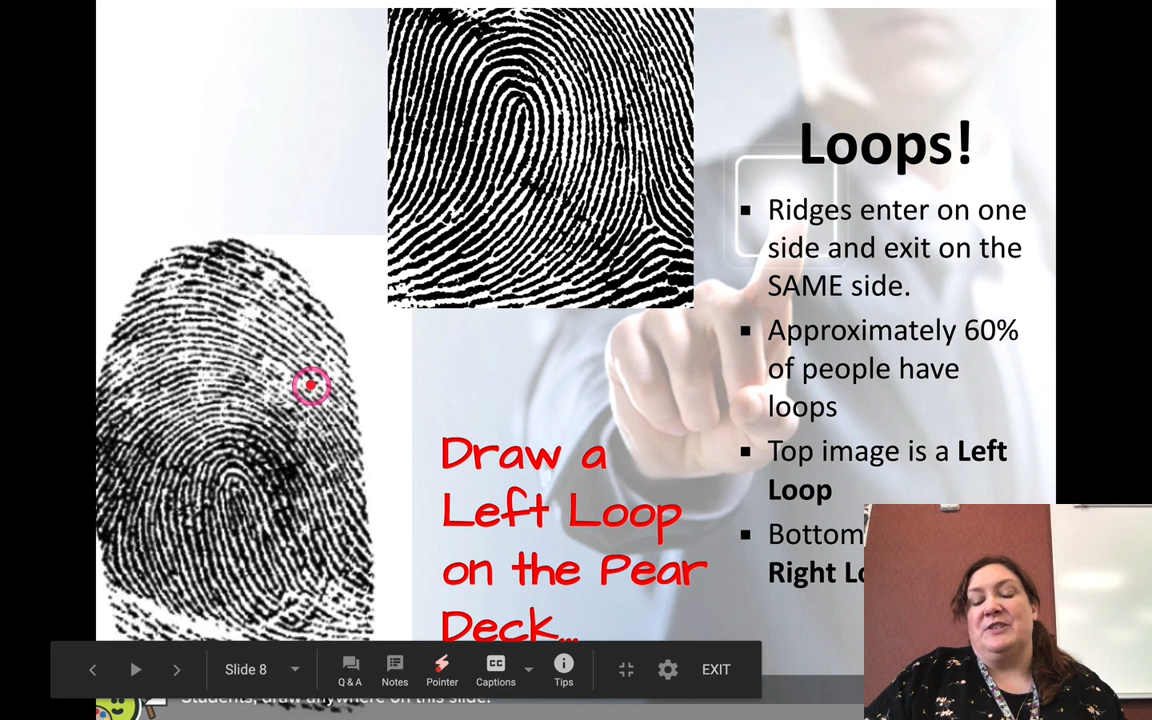 Loops!
▪ Ridges enter on one
side and exit on the
SAME side.
▪ Approximately 60%
of people have
loops
▪ Top image is a Left
Loop
▪ Bottom
Right
Draw a
Left Loop
on the Pear
Deck...
Slide 8
Q & A
Notes
Pointer
CC
Captions
Tips
EXIT
Students, draw anywhere on this slide!